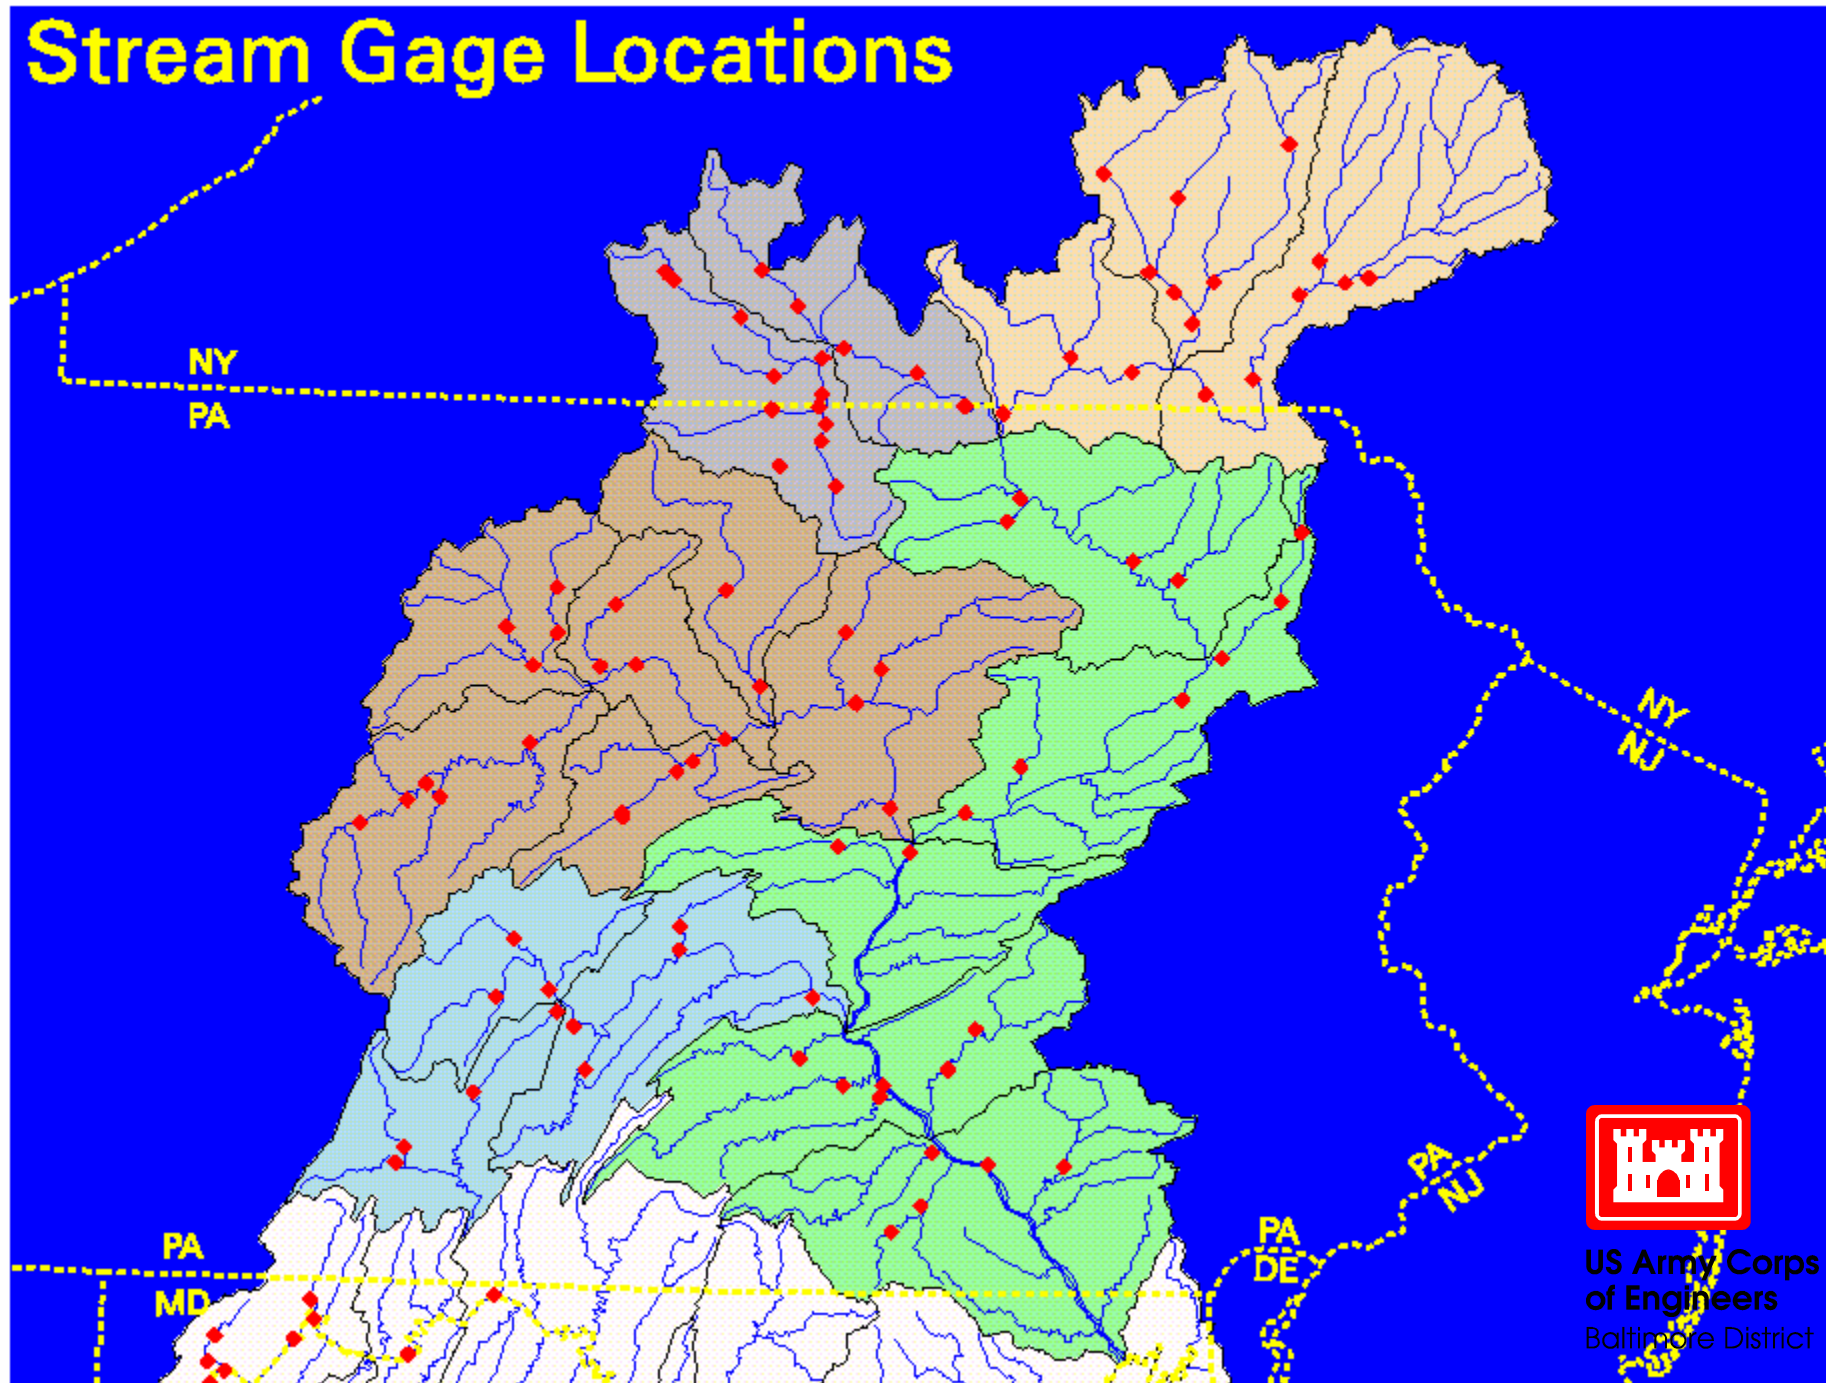 Stream Gage Locations
NY
PA
NY
NJ
PA
NJ
PA
DE
PA
MD
US Army Corps
of Engineers
Baltimore District